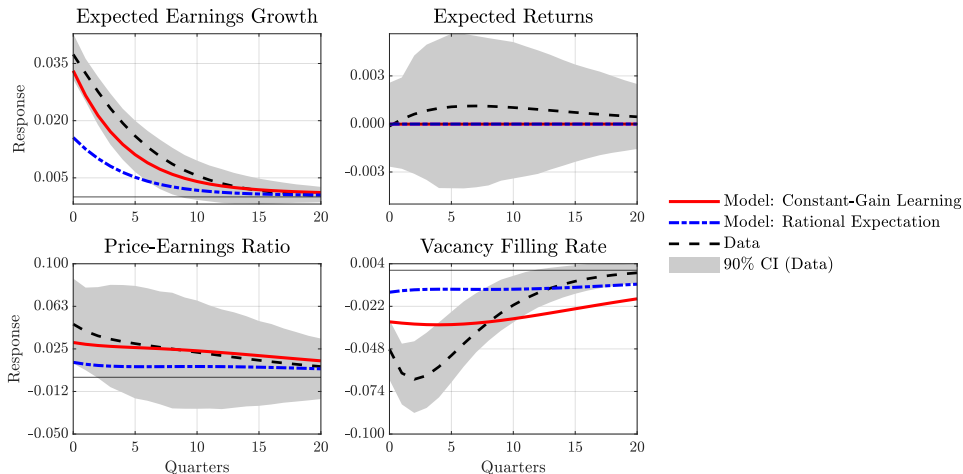 Expected Earnings Growth
Response
0.035
0.020
0.005
0 5 10 15 20
Expected Returns
0.003
0.000
-0.003
0 5 10 15 20
Price-Earnings Ratio
Response
0.100
0.063
0.025
-0.012
-0.050
0 5 10 15 20
Quarters
Vacancy Filling Rate
0.004
-0.022
-0.048
-0.074
-0.100
0 5 10 15 20
Quarters
Model: Constant-Gain Learning
Model: Rational Expectation
Data
90% CI (Data)